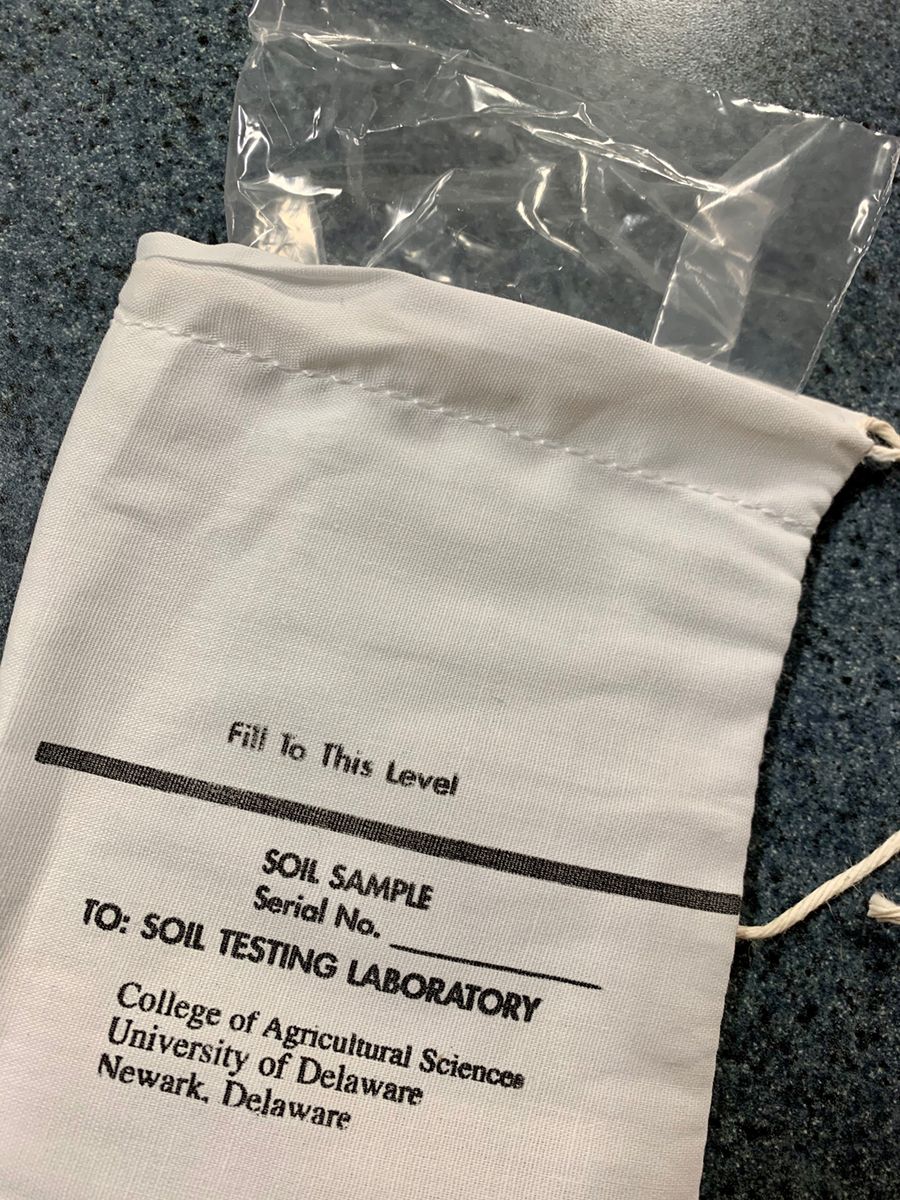 Fill To This Level
SOIL SAMPLE
Serial No.
TO: SOIL TESTING LABORATORY
College of Agricultural Sciences
University of Delaware
Newark, Delaware